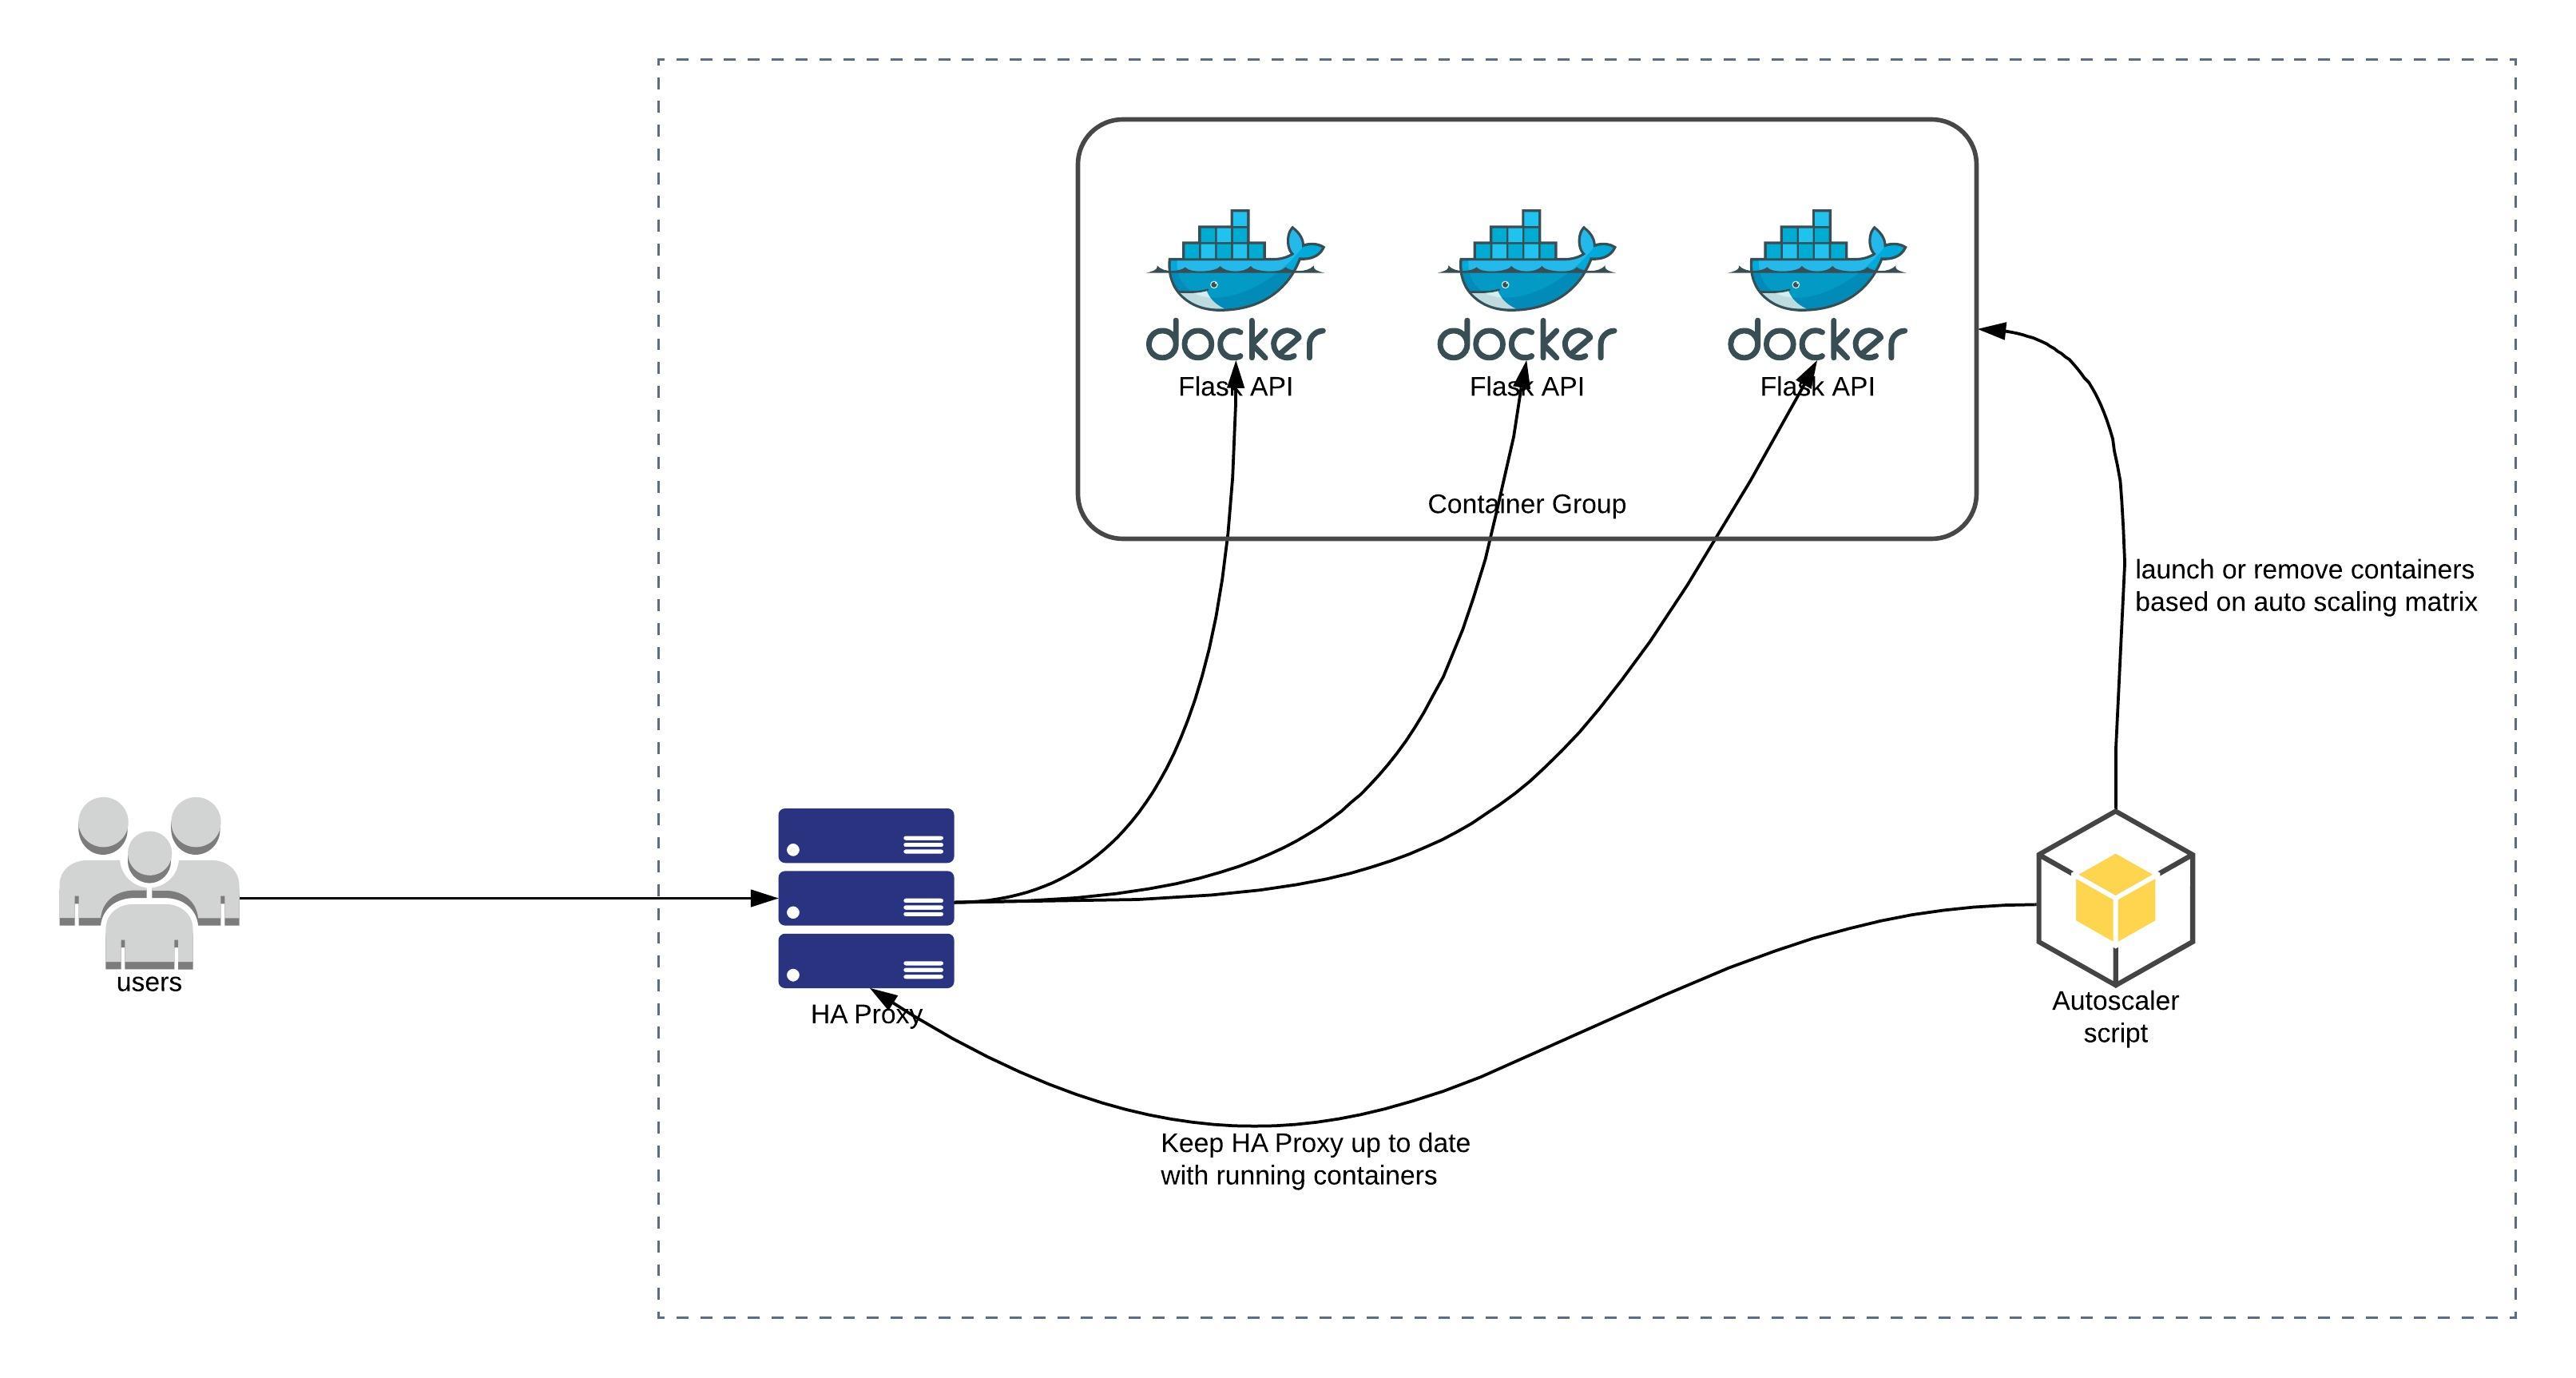 docker
Flask API
docker
Flask API
docker
Flask API
Container Group
launch or remove containers
based on auto scaling matrix
users
HA Proxy
Autoscaler
script
Keep HA Proxy up to date
with running containers